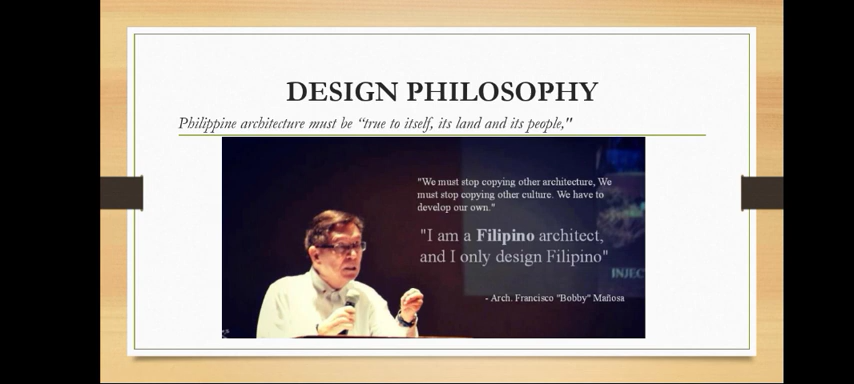 DESIGN PHILOSOPHY
Philippine architecture must be “true to itself, its land and its people,"
"We must stop copying other architecture, We
must stop copying other culture. We have to
develop our own."
"I am a Filipino architect,
and I only design Filipino"
INJEC
- Arch. Francisco "Bobby" Mañosa